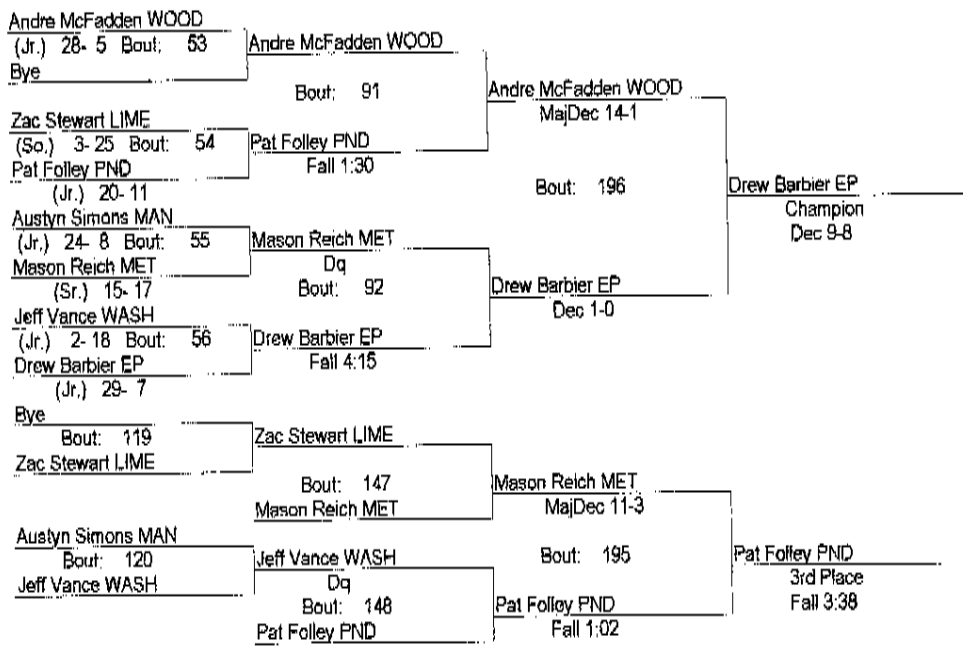 Andre McFadden WOOD
(Jr.) 28- 5 Bout: 53
Bye
Andre McFadden WOOD
Bout: 91
Zac Stewart LIME
(So.) 3- 25 Bout: 54
Pat Folley PND
(Jr.) 20- 11
Pat Folley PND
Fall 1:30
Andre McFadden WOOD
MajDec 14-1
Bout: 196
Austyn Simons MAN
(Jr.) 24- 8 Bout: 55
Mason Reich MET
(Sr.) 15- 17
Mason Reich MET
Dq
Bout: 92
Jeff Vance WASH
(Jr.) 2- 18 Bout: 56
Drew Barbier EP
(Jr.) 29- 7
Drew Barbier EP
Fall 4:15
Drew Barbier EP
Dec 1-0
Drew Barbier EP
Champion
Dec 9-8
Bye
Bout: 119
Zac Stewart LIME
Zac Stewart LIME
Bout: 147
Mason Reich MET
Mason Reich MET
MajDec 11-3
Bout: 195
Austyn Simons MAN
Bout: 120
Jeff Vance WASH
Jeff Vance WASH
Dq
Bout: 148
Pat Folley PND
Pat Folley PND
Fall 1:02
Pat Folley PND
3rd Place
Fall 3:38